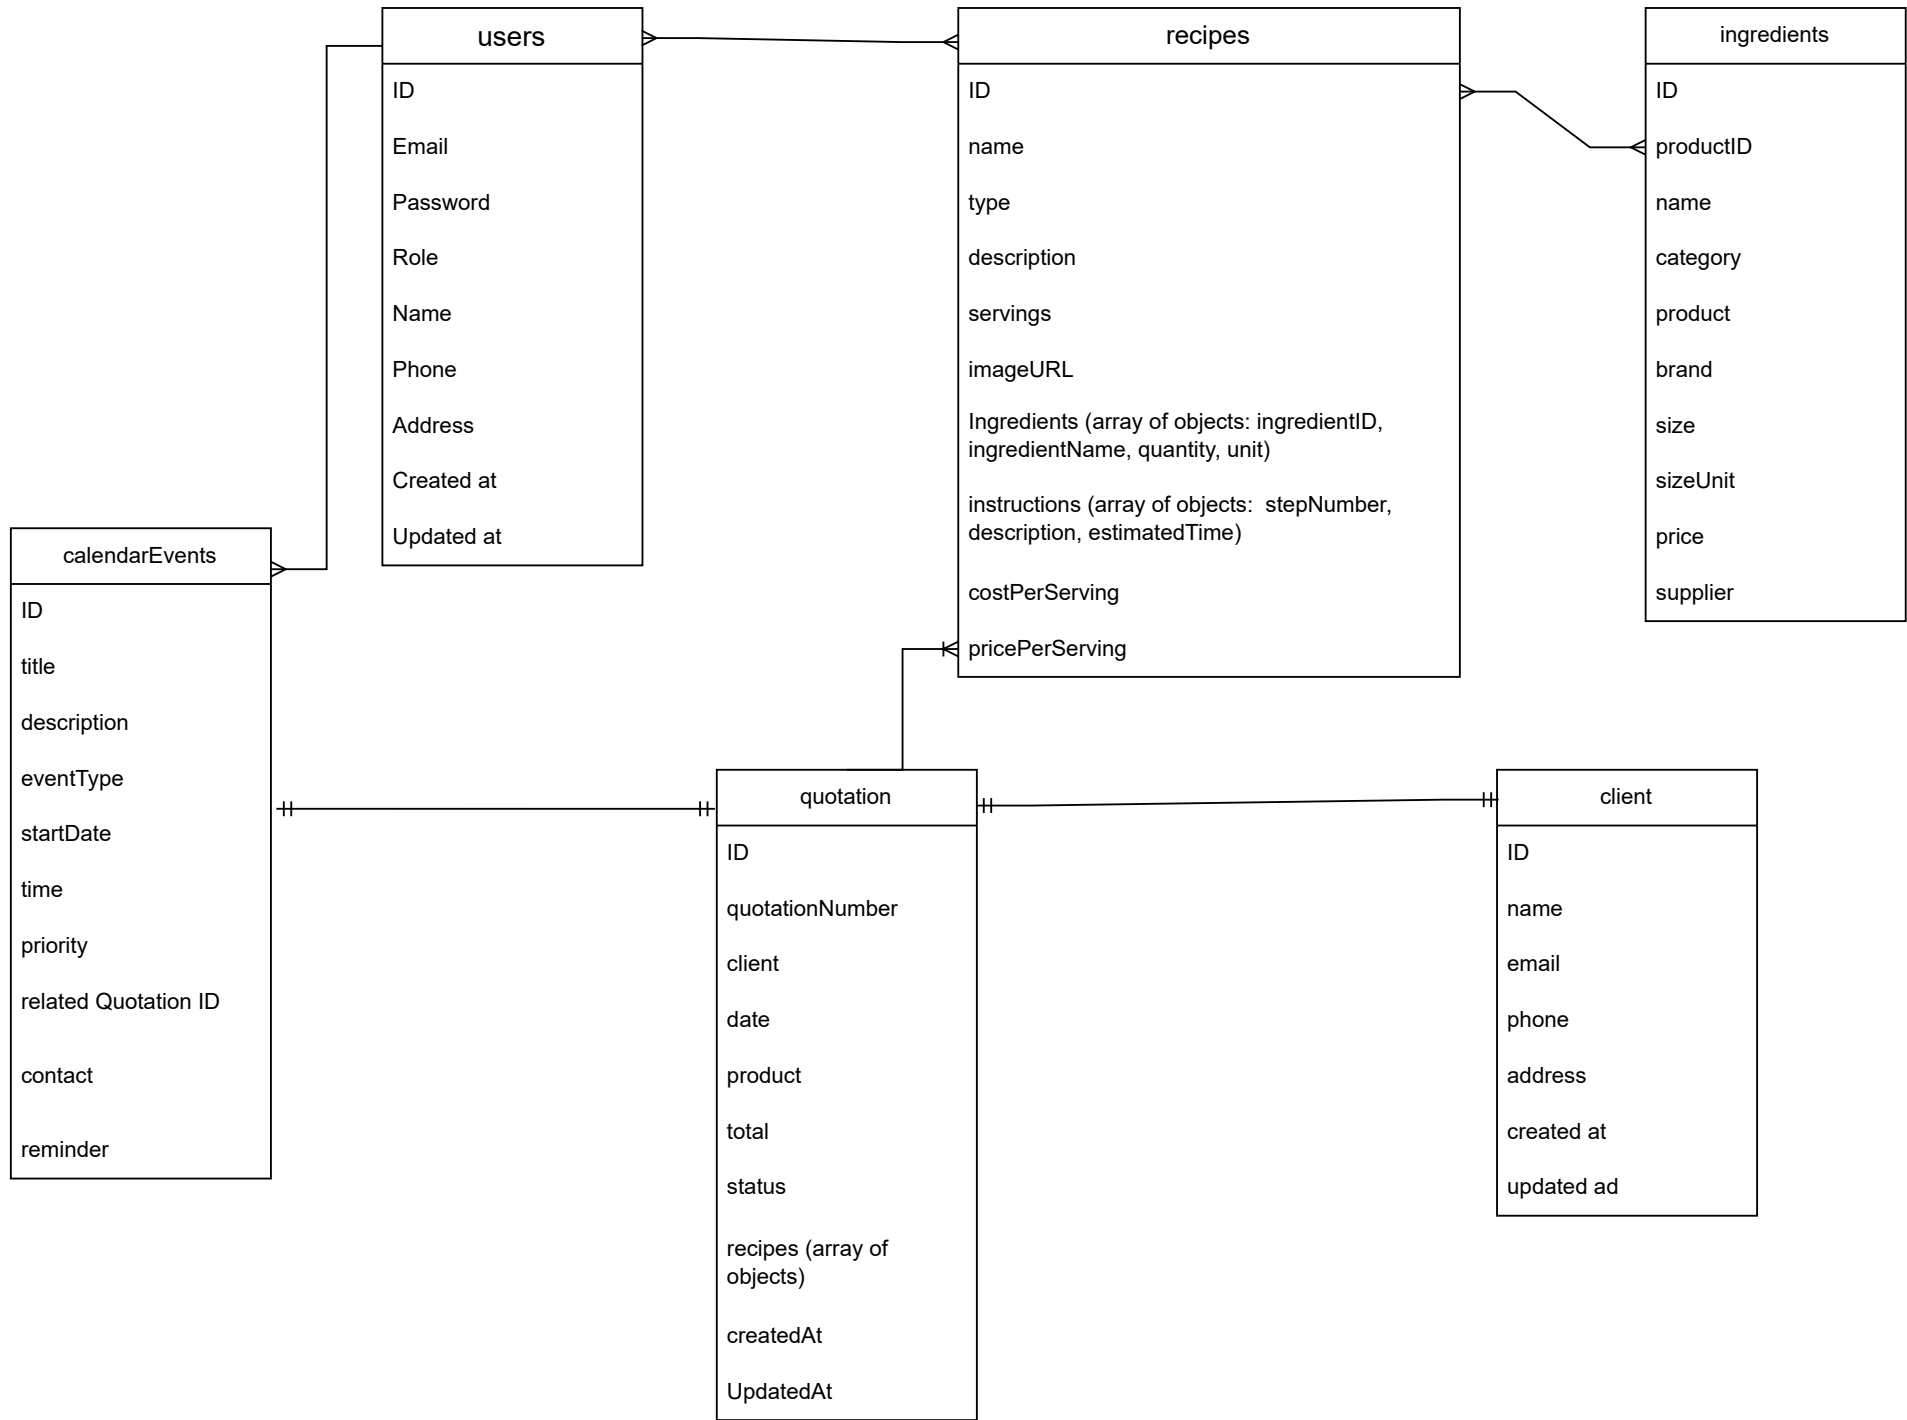 users
ID
Email
Password
Role
Name
Phone
Address
Created at
Updated at
recipes
ID
name
type
description
servings
imageURL
Ingredients (array of objects: ingredientID,
ingredientName, quantity, unit)
instructions (array of objects:  stepNumber,
description, estimatedTime)
costPerServing
pricePerServing
ingredients
ID
productID
name
category
product
brand
size
sizeUnit
price
supplier
calendarEvents
ID
title
description
eventType
startDate
time
priority
related Quotation ID
contact
reminder
quotation
ID
quotationNumber
client
date
product
total
status
recipes (array of
objects)
createdAt
UpdatedAt
client
ID
name
email
phone
address
created at
updated ad